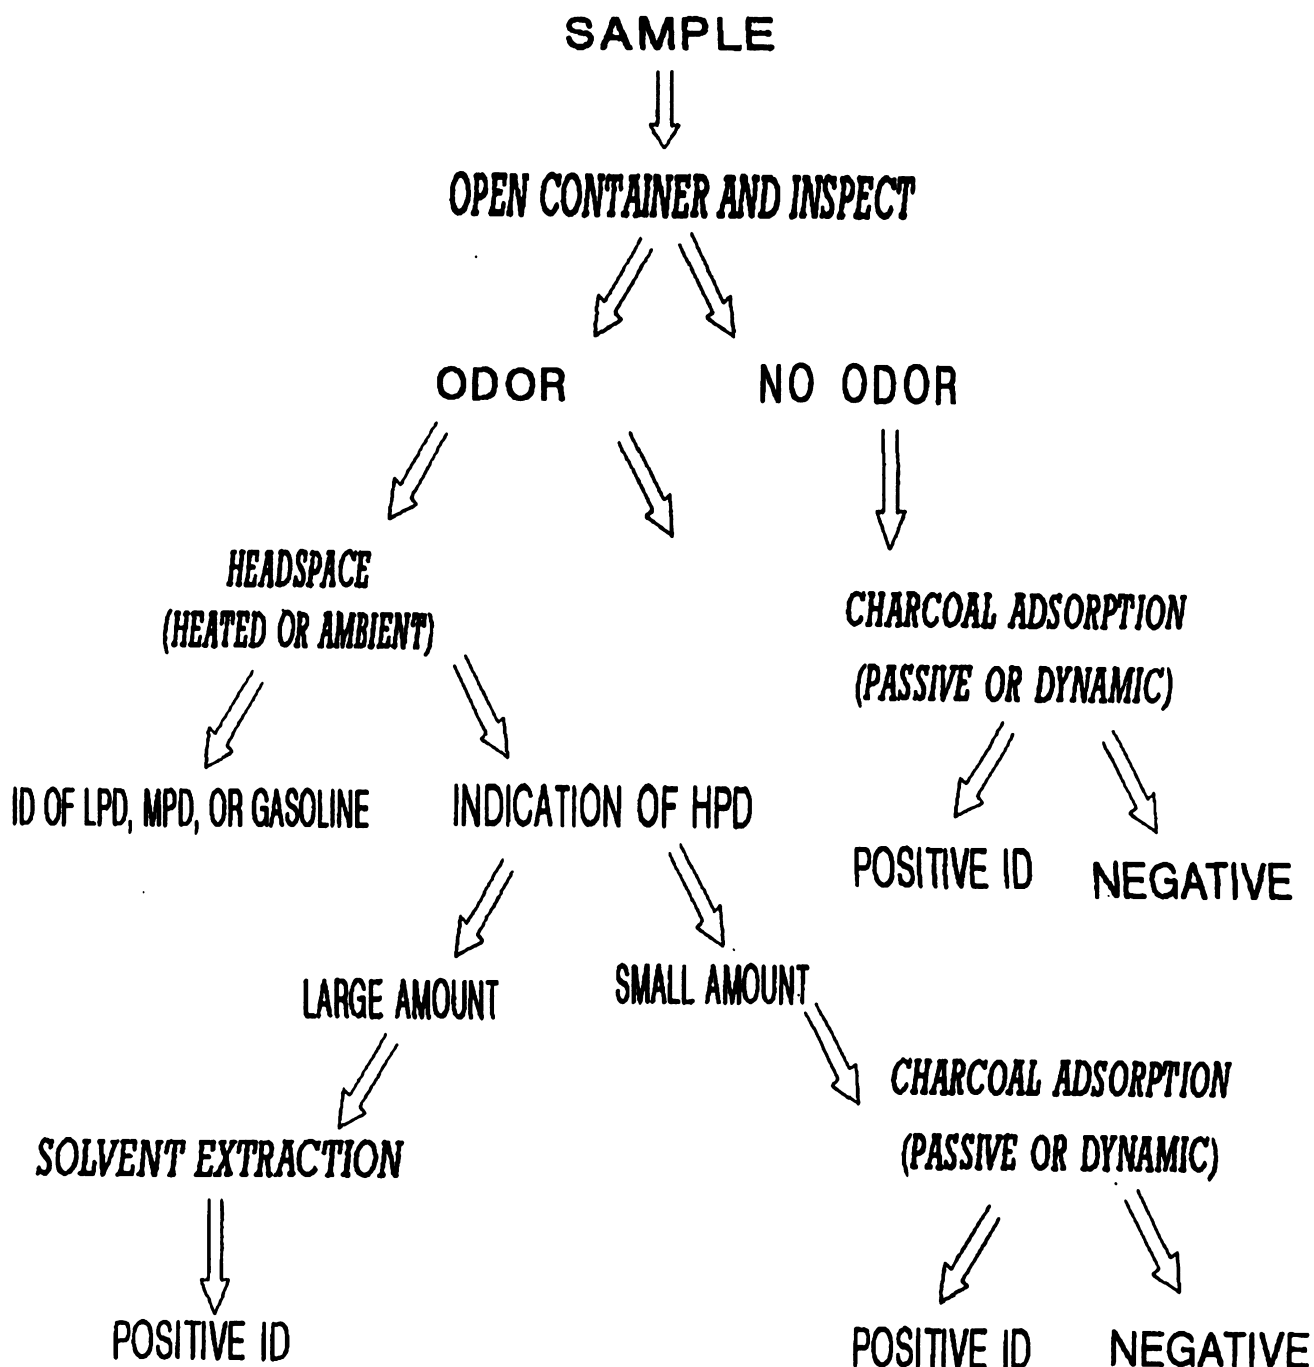 SAMPLE
OPEN CONTAINER AND INSPECT
ODOR
NO ODOR
HEADSPACE
(HEATED OR AMBIENT)
CHARCOAL ADSORPTION
(PASSIVE OR DYNAMIC)
ID OF LPD, MPD, OR GASOLINE
INDICATION OF HPD
POSITIVE ID
NEGATIVE
LARGE AMOUNT
SMALL AMOUNT
SOLVENT EXTRACTION
CHARCOAL ADSORPTION
(PASSIVE OR DYNAMIC)
POSITIVE ID
POSITIVE ID
NEGATIVE